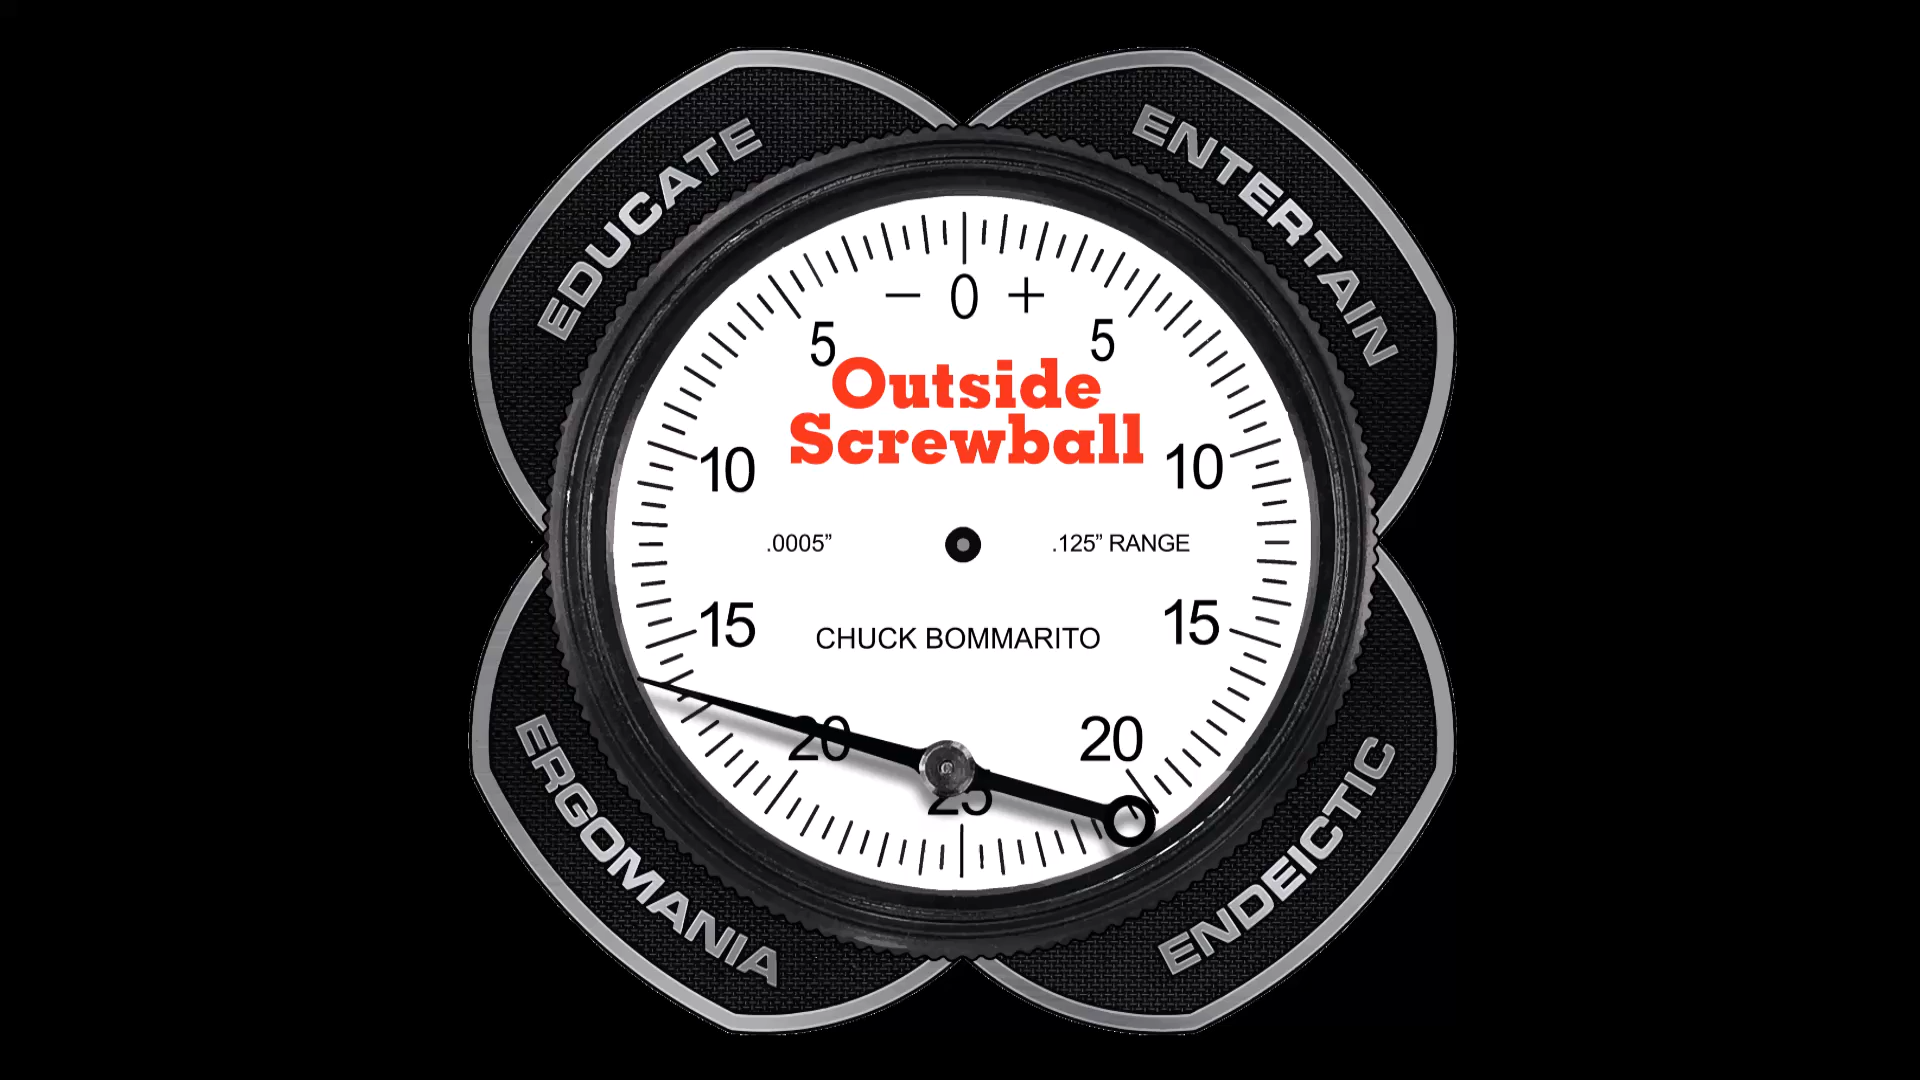 EDUCATE
ENTERTAIN
– 0 +
5 5
Outside
Screwball
10 10
.0005” .125” RANGE
15 15
CHUCK BOMMARITO
20 20
25
ERGOMANIA
ENDEICTIC